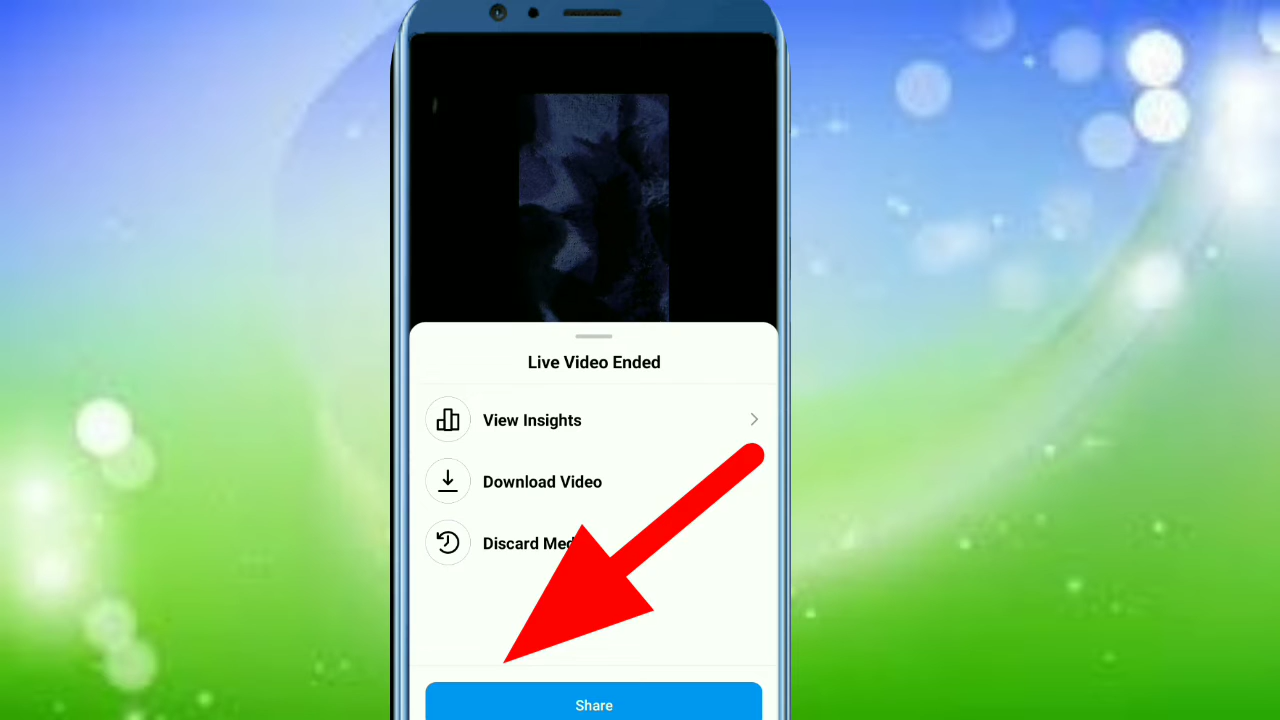 Live Video Ended
View Insights
Download Video
Discard Med
Share